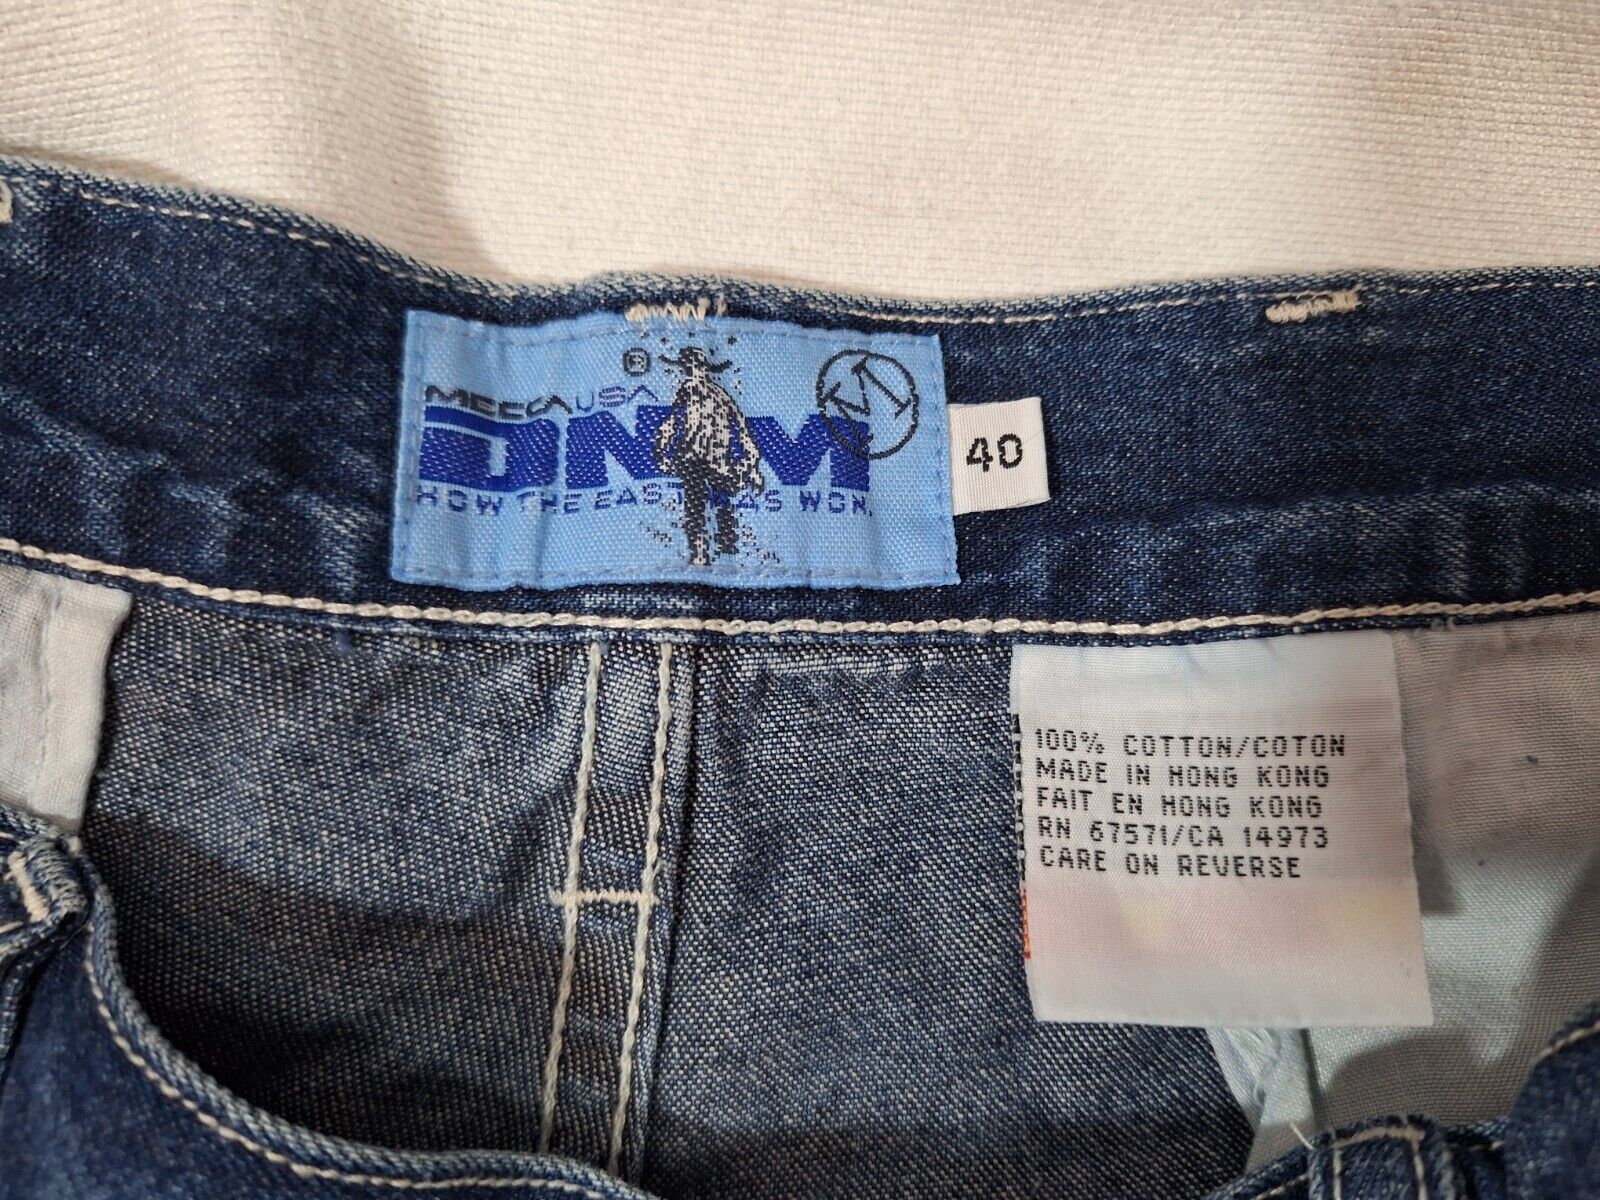 ®
MECCA USA
DNM
HOW THE EAST WAS WON.
40
100% COTTON/COTON
MADE IN HONG KONG
FAIT EN HONG KONG
RN 67571/CA 14973
CARE ON REVERSE